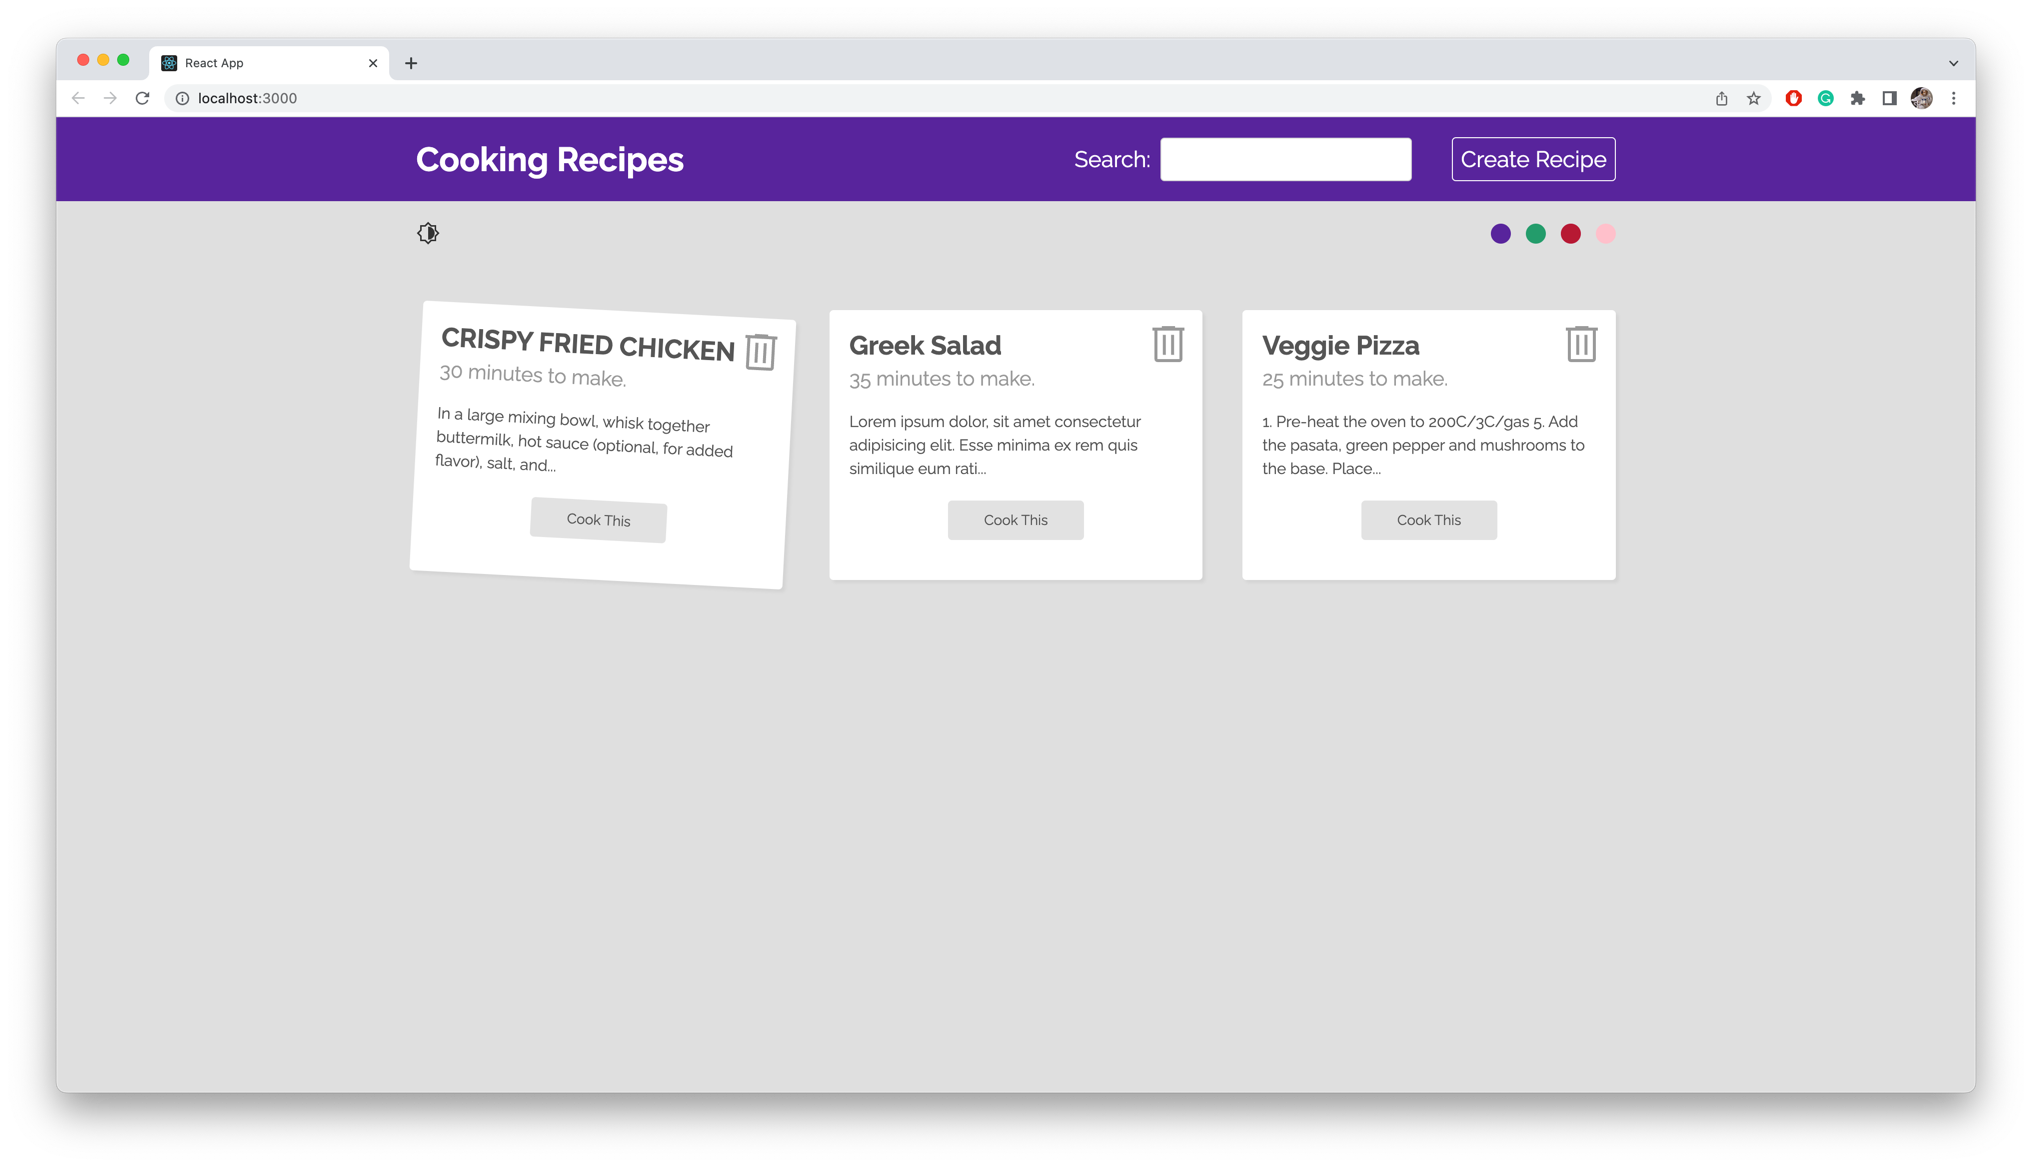 React App
localhost:3000
Cooking Recipes
Search:
Create Recipe
CRISPY FRIED CHICKEN
30 minutes to make.
In a large mixing bowl, whisk together
buttermilk, hot sauce (optional, for added
flavor), salt, and...
Cook This
Greek Salad
35 minutes to make.
Lorem ipsum dolor, sit amet consectetur
adipisicing elit. Esse minima ex rem quis
similique eum rati...
Cook This
Veggie Pizza
25 minutes to make.
1. Pre-heat the oven to 200C/3C/gas 5. Add
the pasata, green pepper and mushrooms to
the base. Place...
Cook This